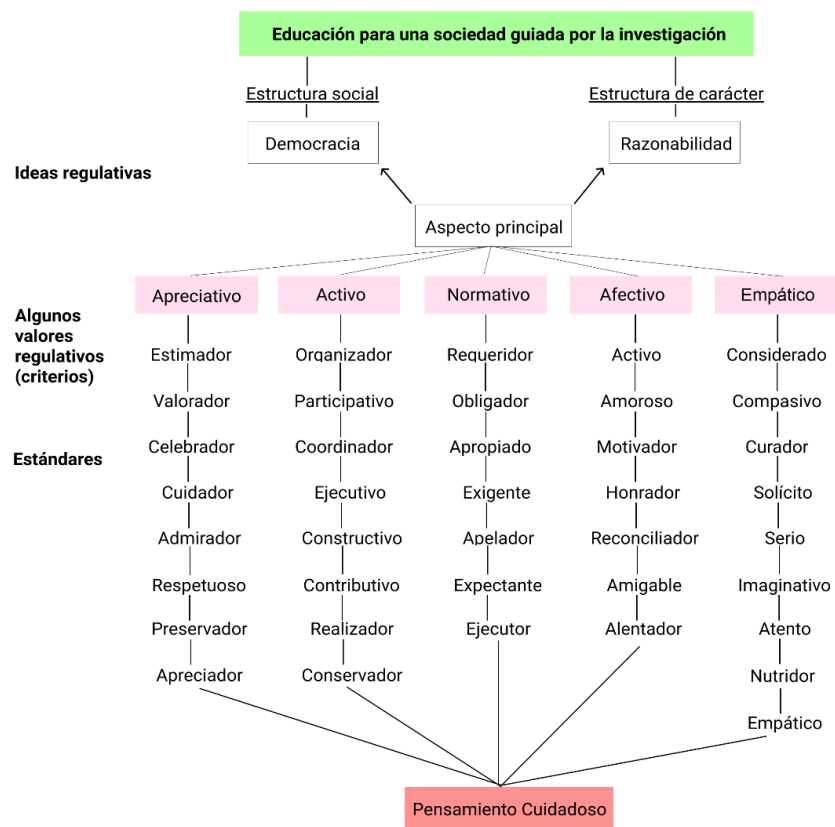 Educación para una sociedad guiada por la investigación
Estructura social
Estructura de carácter
Democracia
Razonabilidad
Ideas regulativas
Aspecto principal
Apreciativo
Activo
Normativo
Afectivo
Empático
Algunos
valores
regulativos
(criterios)
Estimador
Organizador
Requeridor
Activo
Considerado
Valorador
Participativo
Obligador
Amoroso
Compasivo
Estándares
Celebrador
Coordinador
Apropiado
Motivador
Curador
Cuidador
Ejecutivo
Exigente
Honrador
Solícito
Admirador
Constructivo
Apelador
Reconciliador
Serio
Respetuoso
Contributivo
Expectante
Amigable
Imaginativo
Preservador
Realizador
Ejecutor
Alentador
Atento
Apreciador
Conservador
Nutridor
Empático
Pensamiento Cuidadoso